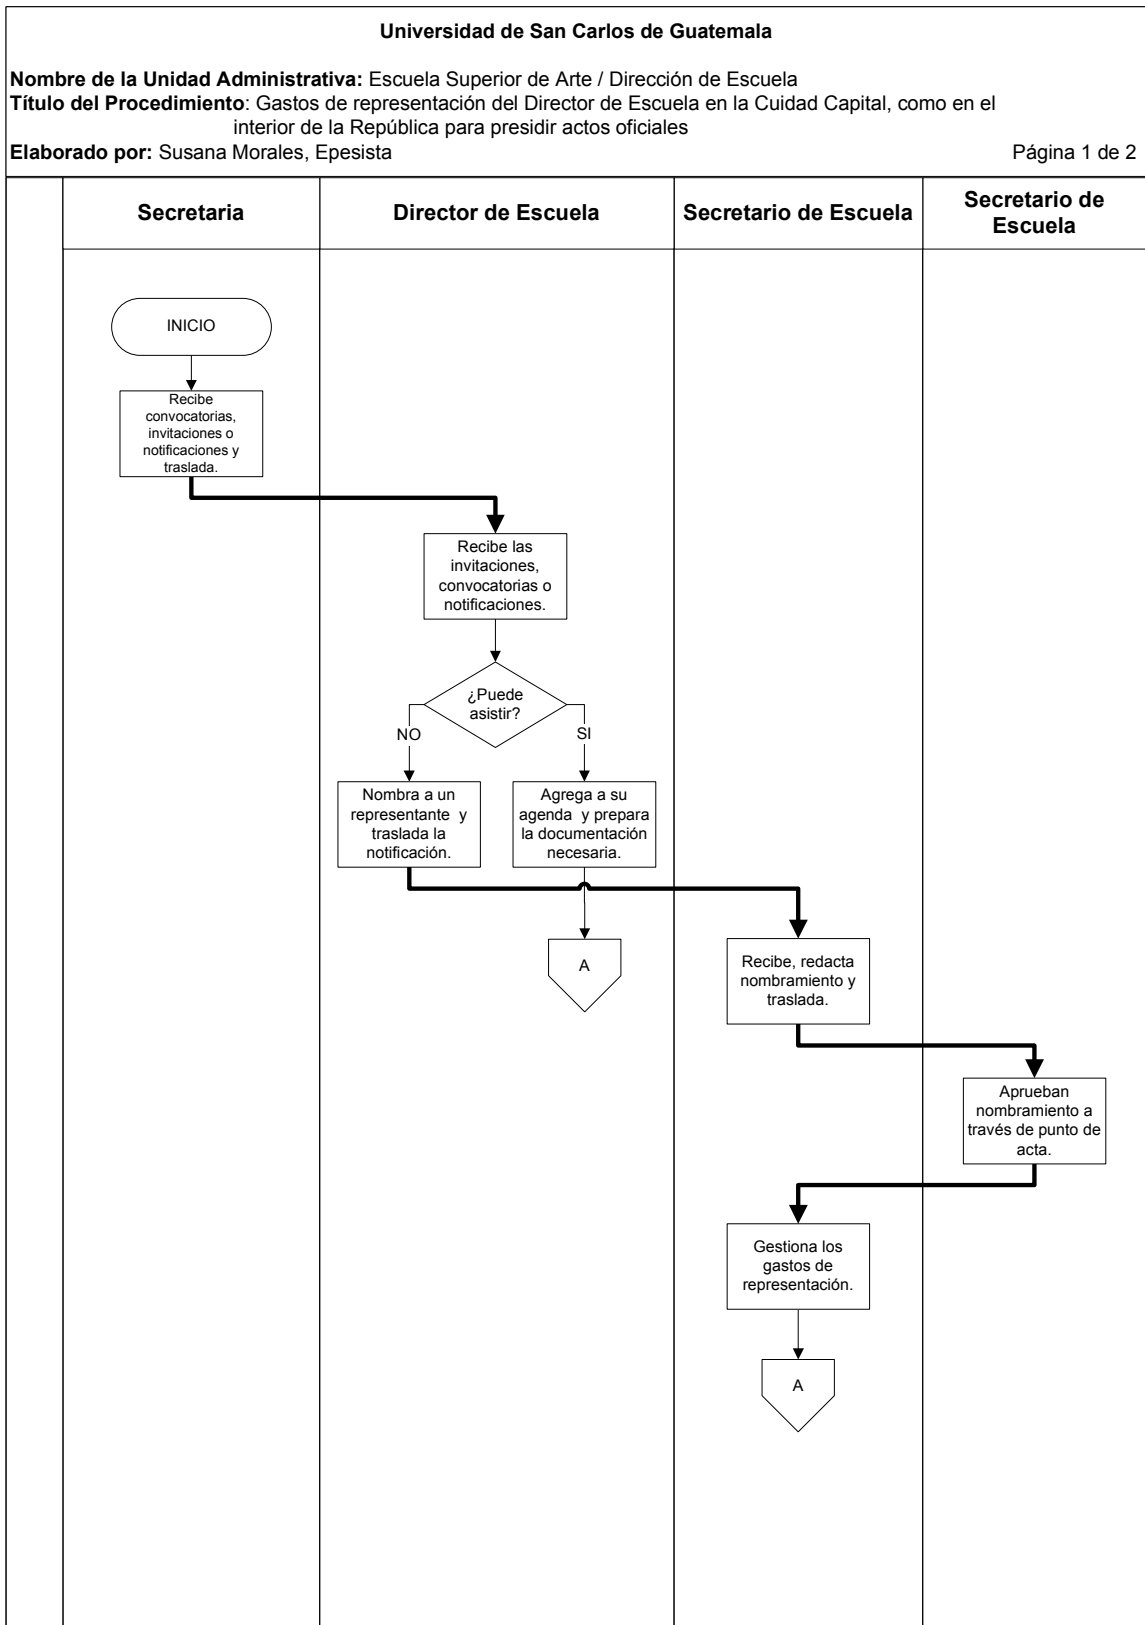 Universidad de San Carlos de Guatemala
Nombre de la Unidad Administrativa: Escuela Superior de Arte / Dirección de Escuela
Título del Procedimiento: Gastos de representación del Director de Escuela en la Cuidad Capital, como en el
interior de la República para presidir actos oficiales
Elaborado por: Susana Morales, Epesista
Página 1 de 2
Secretaria
Director de Escuela
Secretario de Escuela
Secretario de
Escuela
INICIO
Recibe
convocatorias,
invitaciones o
notificaciones y
traslada.
Recibe las
invitaciones,
convocatorias o
notificaciones.
¿Puede
asistir?
NO
SI
Nombra a un
representante y
traslada la
notificación.
Agrega a su
agenda y prepara
la documentación
necesaria.
A
Recibe, redacta
nombramiento y
traslada.
Aprueban
nombramiento a
través de punto de
acta.
Gestiona los
gastos de
representación.
A